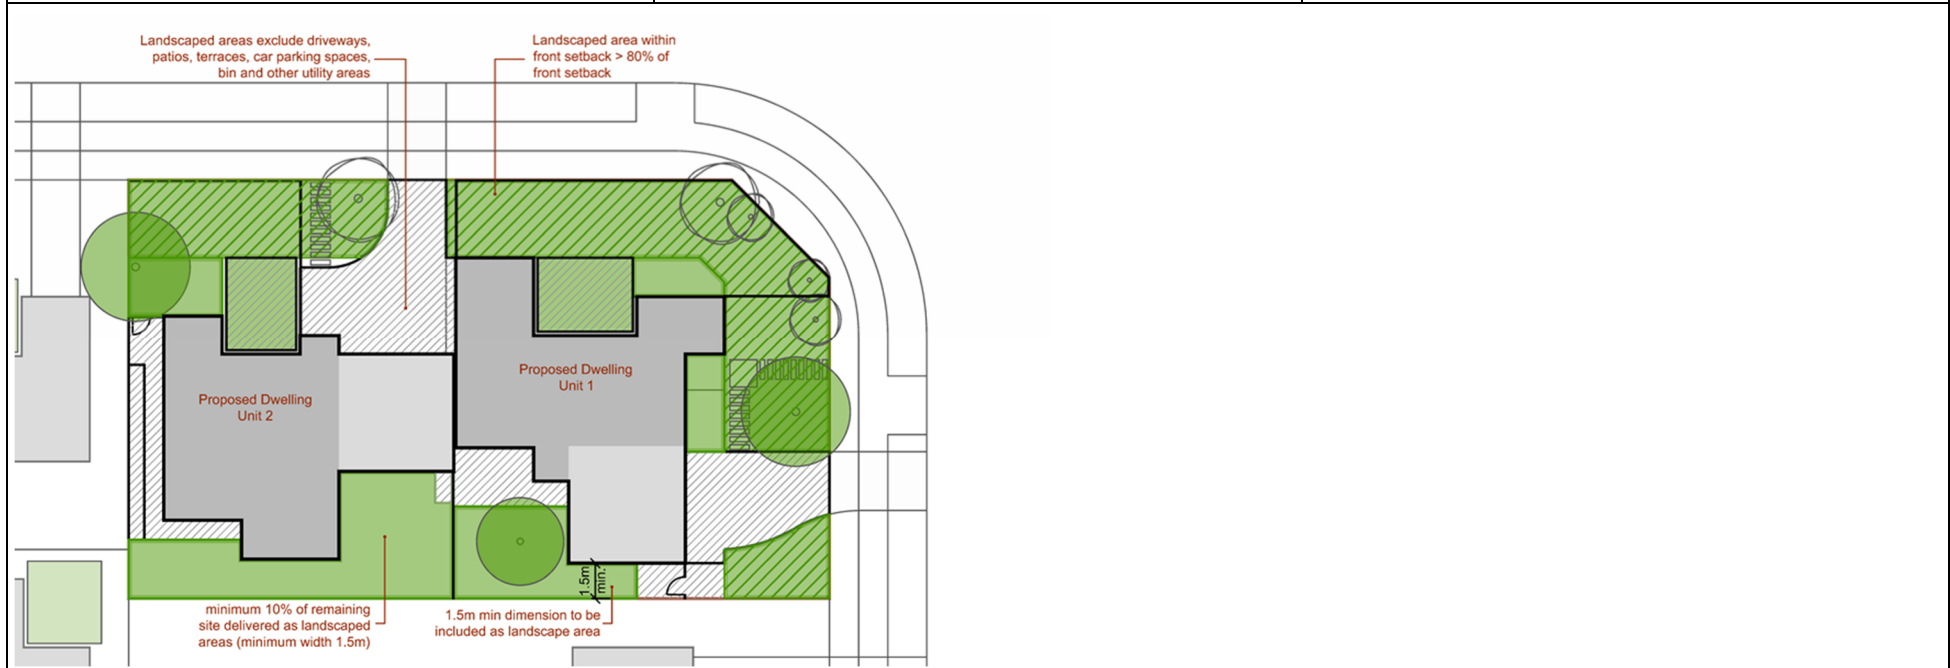 Landscaped areas exclude driveways,
patios, terraces, car parking spaces,
bin and other utility areas
Landscaped area within
front setback > 80% of
front setback
Proposed Dwelling
Unit 1
Proposed Dwelling
Unit 2
1.5m
min.
minimum 10% of remaining
site delivered as landscaped
areas (minimum width 1.5m)
1.5m min dimension to be
included as landscape area